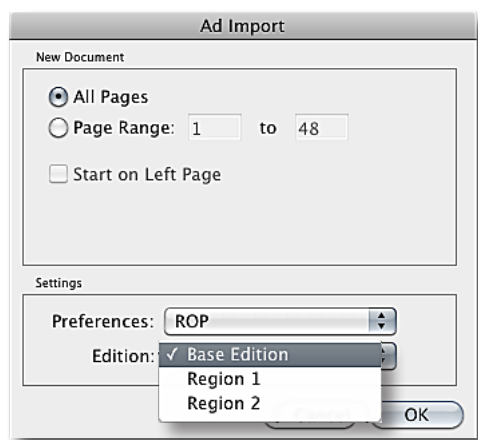 Ad Import
New Document
All Pages
Page Range: 1 to 48
Start on Left Page
Settings
Preferences: ROP
Edition: ✓ Base Edition
Region 1
Region 2
Cancel OK